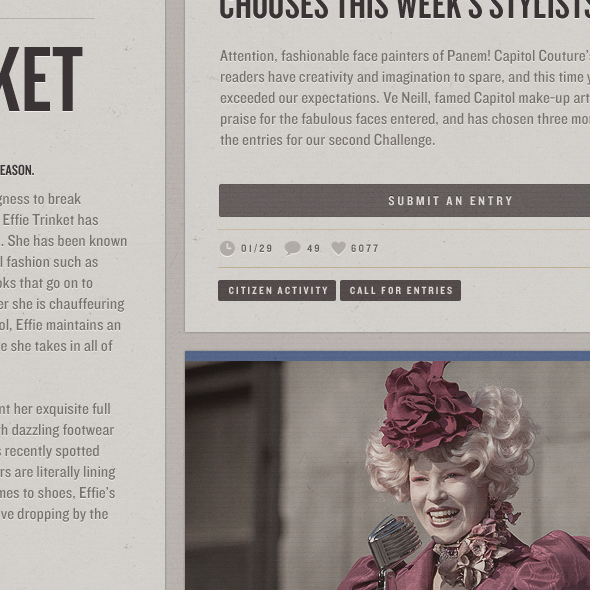 KET
EASON.
gness to break
Effie Trinket has
. She has been known
l fashion such as
oks that go on to
er she is chauffeuring
ol, Effie maintains an
e she takes in all of
nt her exquisite full
h dazzling footwear
s recently spotted
rs are literally lining
mes to shoes, Effie's
ve dropping by the
CHOOSES THIS WEEK'S STYLISTS
Attention, fashionable face painters of Panem! Capitol Couture's
readers have creativity and imagination to spare, and this time y
exceeded our expectations. Ve Neill, famed Capitol make-up art
praise for the fabulous faces entered, and has chosen three mo
the entries for our second Challenge.
SUBMIT AN ENTRY
01/29 49 6077
CITIZEN ACTIVITY CALL FOR ENTRIES